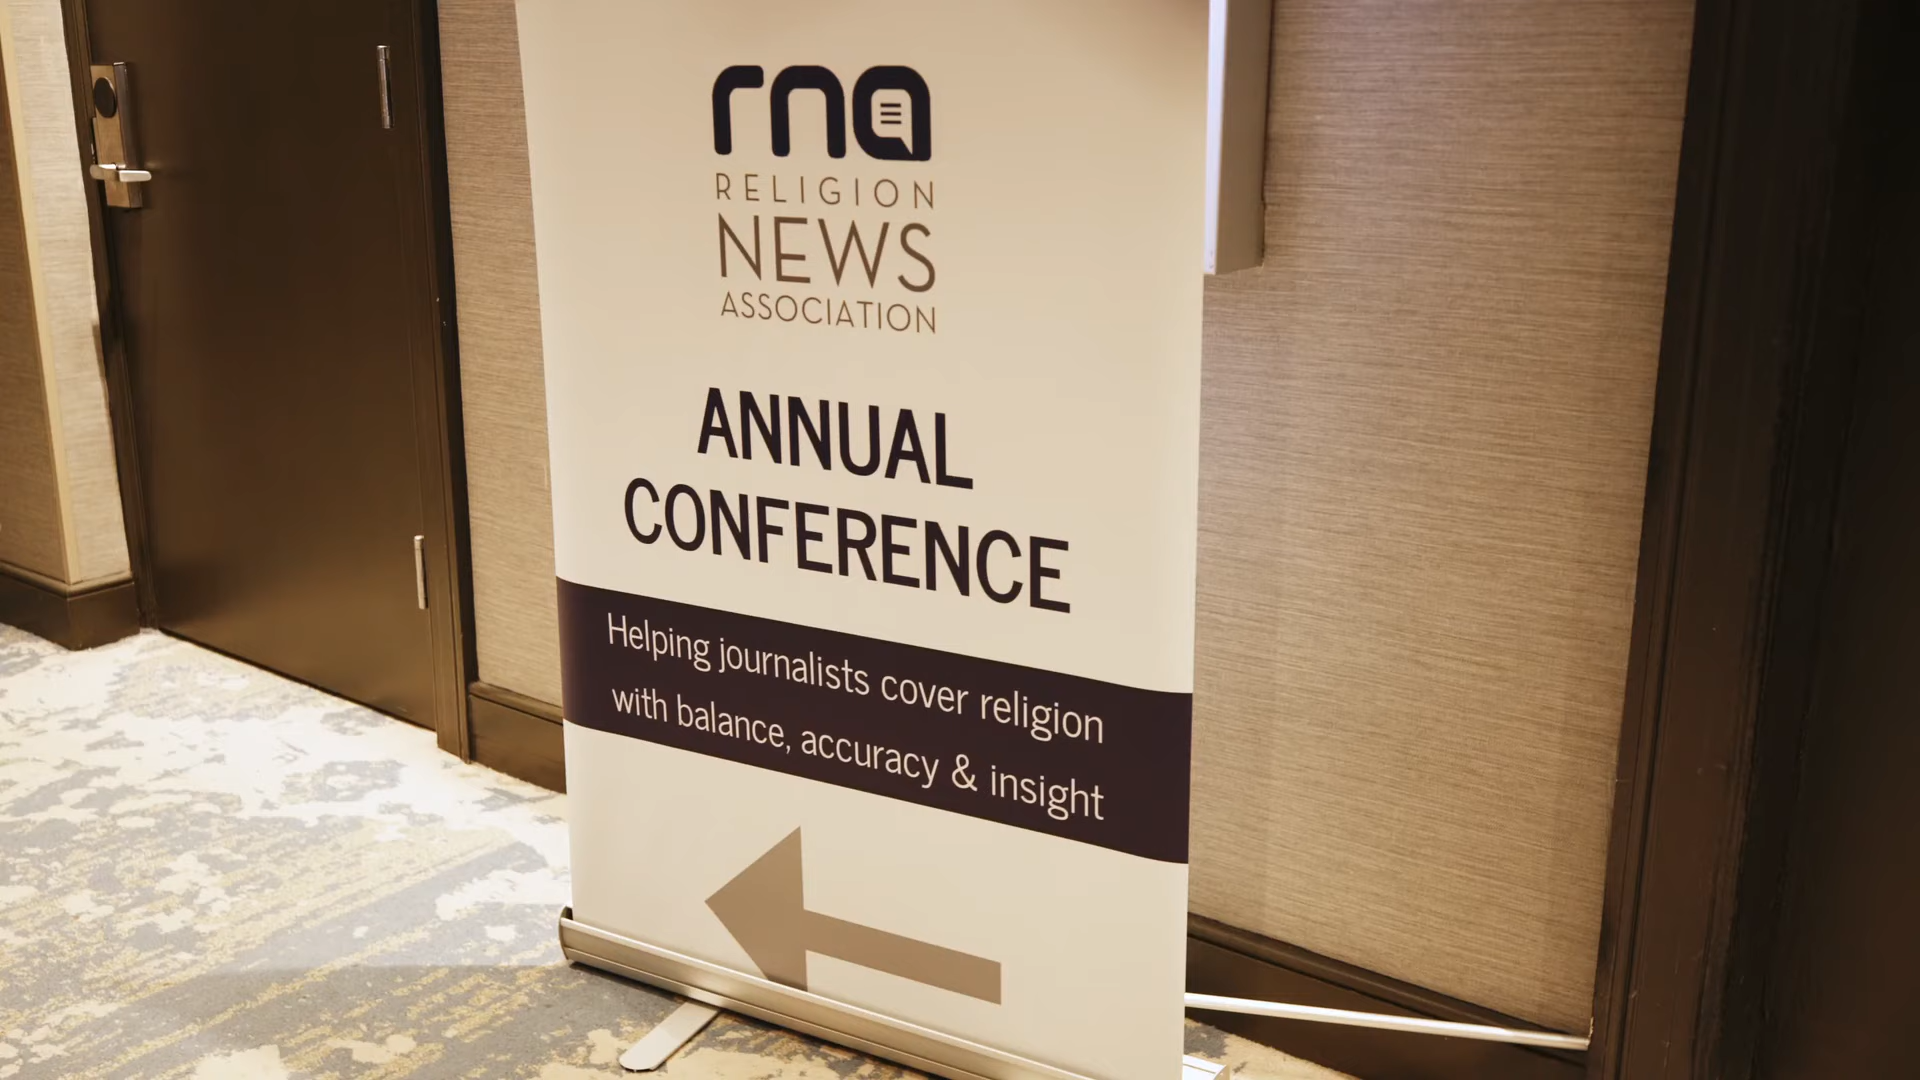 rna
RELIGION
NEWS
ASSOCIATION
ANNUAL
CONFERENCE
Helping journalists cover religion
with balance, accuracy & insight